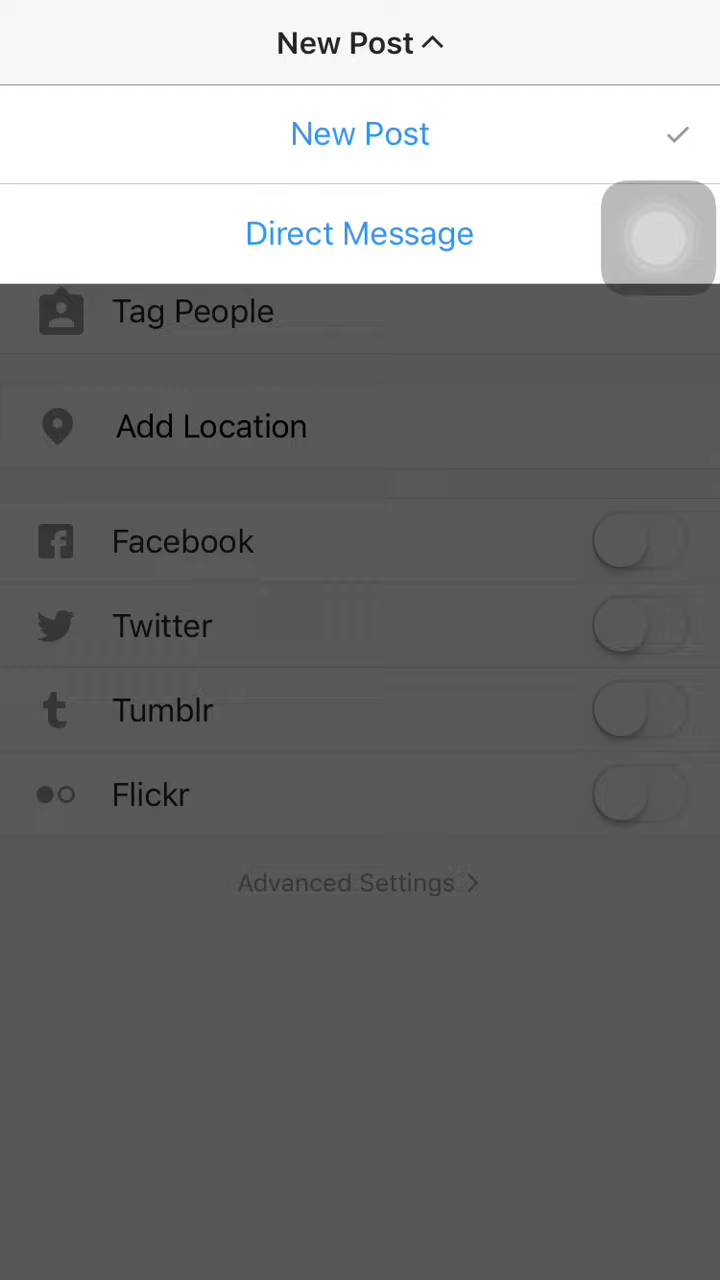 New Post
New Post
Direct Message
Tag People
Add Location
Facebook
Twitter
Tumblr
Flickr
Advanced Settings